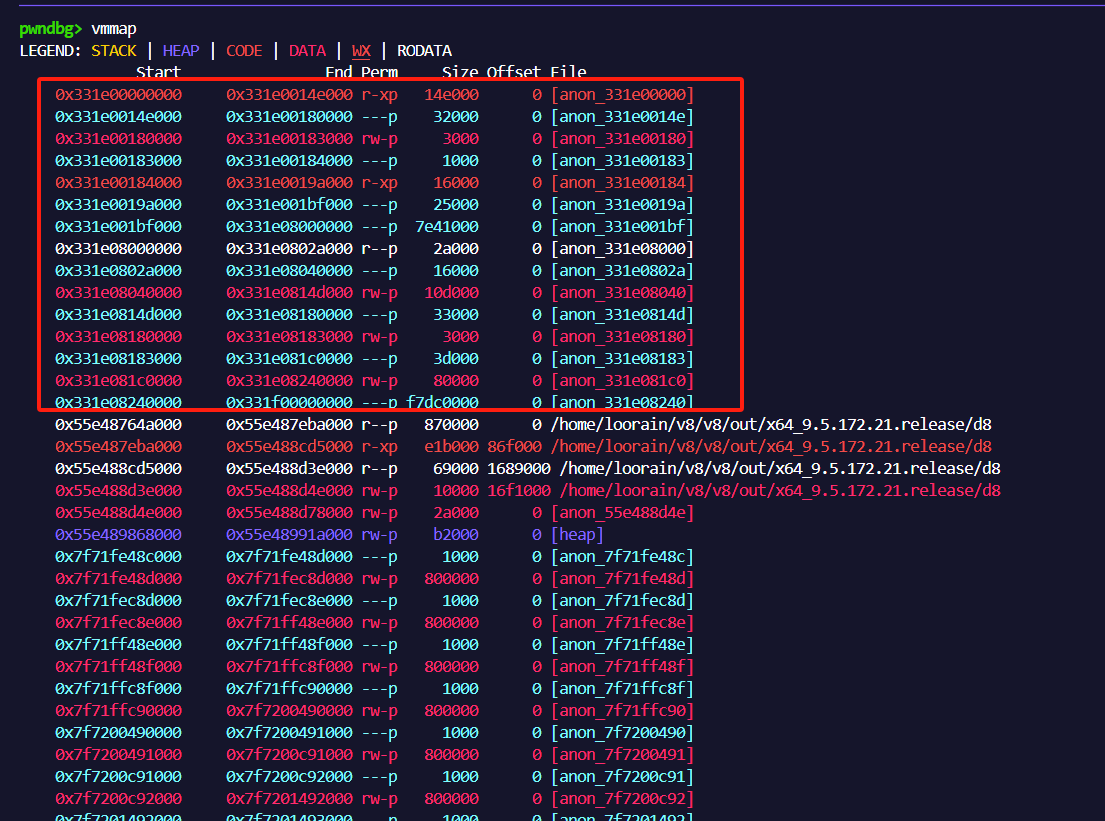 pwndbg> vmmap
LEGEND: STACK | HEAP | CODE | DATA | WX | RODATA
Start End Perm Size Offset File
0x331e00000000 0x331e0014e000 r-xp 14e000 0 [anon_331e00000]
0x331e0014e000 0x331e00180000 ---p 32000 0 [anon_331e0014e]
0x331e00180000 0x331e00183000 rw-p 3000 0 [anon_331e00180]
0x331e00183000 0x331e00184000 ---p 1000 0 [anon_331e00183]
0x331e00184000 0x331e0019a000 r-xp 16000 0 [anon_331e00184]
0x331e0019a000 0x331e001bf000 ---p 25000 0 [anon_331e0019a]
0x331e001bf000 0x331e08000000 ---p 7e41000 0 [anon_331e001bf]
0x331e08000000 0x331e0802a000 r--p 2a000 0 [anon_331e08000]
0x331e0802a000 0x331e08040000 ---p 16000 0 [anon_331e0802a]
0x331e08040000 0x331e0814d000 rw-p 10d000 0 [anon_331e08040]
0x331e0814d000 0x331e08180000 ---p 33000 0 [anon_331e0814d]
0x331e08180000 0x331e08183000 rw-p 3000 0 [anon_331e08180]
0x331e08183000 0x331e081c0000 ---p 3d000 0 [anon_331e08183]
0x331e081c0000 0x331e08240000 rw-p 80000 0 [anon_331e081c0]
0x331e08240000 0x331f00000000 ---p f7dc0000 0 [anon_331e08240]
0x55e48764a000 0x55e487eba000 r--p 870000 0 /home/loorain/v8/v8/out/x64_9.5.172.21.release/d8
0x55e487eba000 0x55e488cd5000 r-xp e1b000 86f000 /home/loorain/v8/v8/out/x64_9.5.172.21.release/d8
0x55e488cd5000 0x55e488d3e000 r--p 69000 1689000 /home/loorain/v8/v8/out/x64_9.5.172.21.release/d8
0x55e488d3e000 0x55e488d4e000 rw-p 10000 16f1000 /home/loorain/v8/v8/out/x64_9.5.172.21.release/d8
0x55e488d4e000 0x55e488d78000 rw-p 2a000 0 [anon_55e488d4e]
0x55e489868000 0x55e48991a000 rw-p b2000 0 [heap]
0x7f71fe48c000 0x7f71fe48d000 ---p 1000 0 [anon_7f71fe48c]
0x7f71fe48d000 0x7f71fec8d000 rw-p 800000 0 [anon_7f71fe48d]
0x7f71fec8d000 0x7f71fec8e000 ---p 1000 0 [anon_7f71fec8d]
0x7f71fec8e000 0x7f71ff48e000 rw-p 800000 0 [anon_7f71fec8e]
0x7f71ff48e000 0x7f71ff48f000 ---p 1000 0 [anon_7f71ff48e]
0x7f71ff48f000 0x7f71ffc8f000 rw-p 800000 0 [anon_7f71ff48f]
0x7f71ffc8f000 0x7f71ffc90000 ---p 1000 0 [anon_7f71ffc8f]
0x7f71ffc90000 0x7f7200490000 rw-p 800000 0 [anon_7f71ffc90]
0x7f7200490000 0x7f7200491000 ---p 1000 0 [anon_7f7200490]
0x7f7200491000 0x7f7200c91000 rw-p 800000 0 [anon_7f7200491]
0x7f7200c91000 0x7f7200c92000 ---p 1000 0 [anon_7f7200c91]
0x7f7200c92000 0x7f7201492000 rw-p 800000 0 [anon_7f7200c92]
0x7f7201492000 0x7f7201493000 ---p 1000 0 [anon_7f7201492]